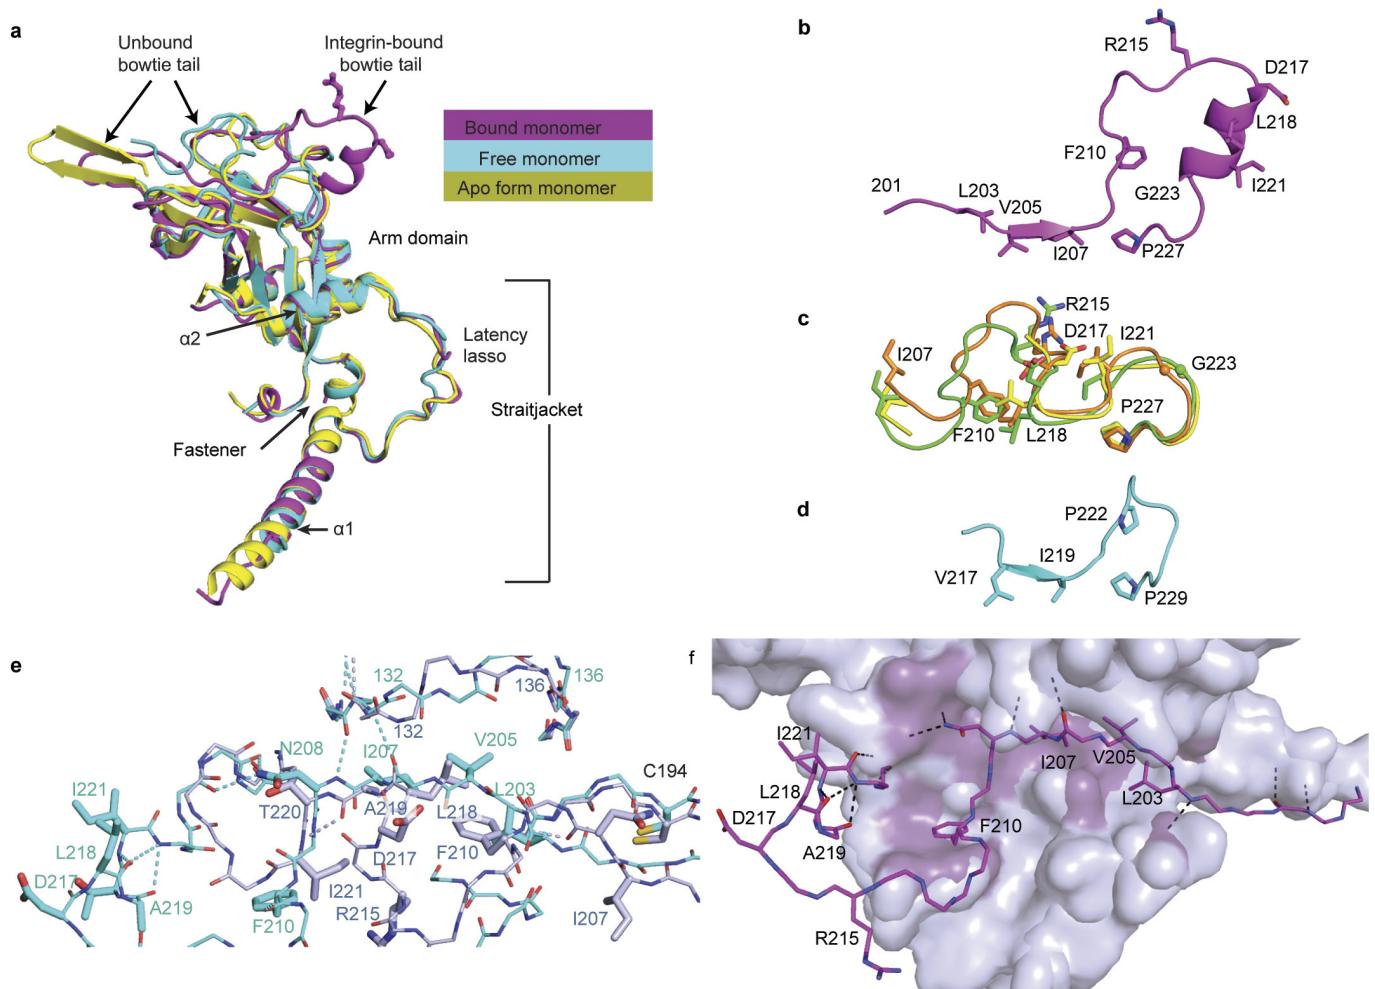 a
Unbound
bowtie tail
Integrin-bound
bowtie tail
Bound monomer
Free monomer
Apo form monomer
Arm domain
α2
Latency
lasso
Straitjacket
Fastener
α1
b
R215
D217
L218
F210
I221
G223
201
L203
V205
I207
P227
c
R215
D217
I221
I207
G223
P227
F210
L218
d
P222
I219
V217
P229
e
132
136
136
132
N208
I207
V205
C194
I221
T220
A219
L218
L203
L218
D217
F210
D217
A219
I221
F210
R215
I207
f
I221
I207
V205
L218
L203
D217
F210
A219
R215